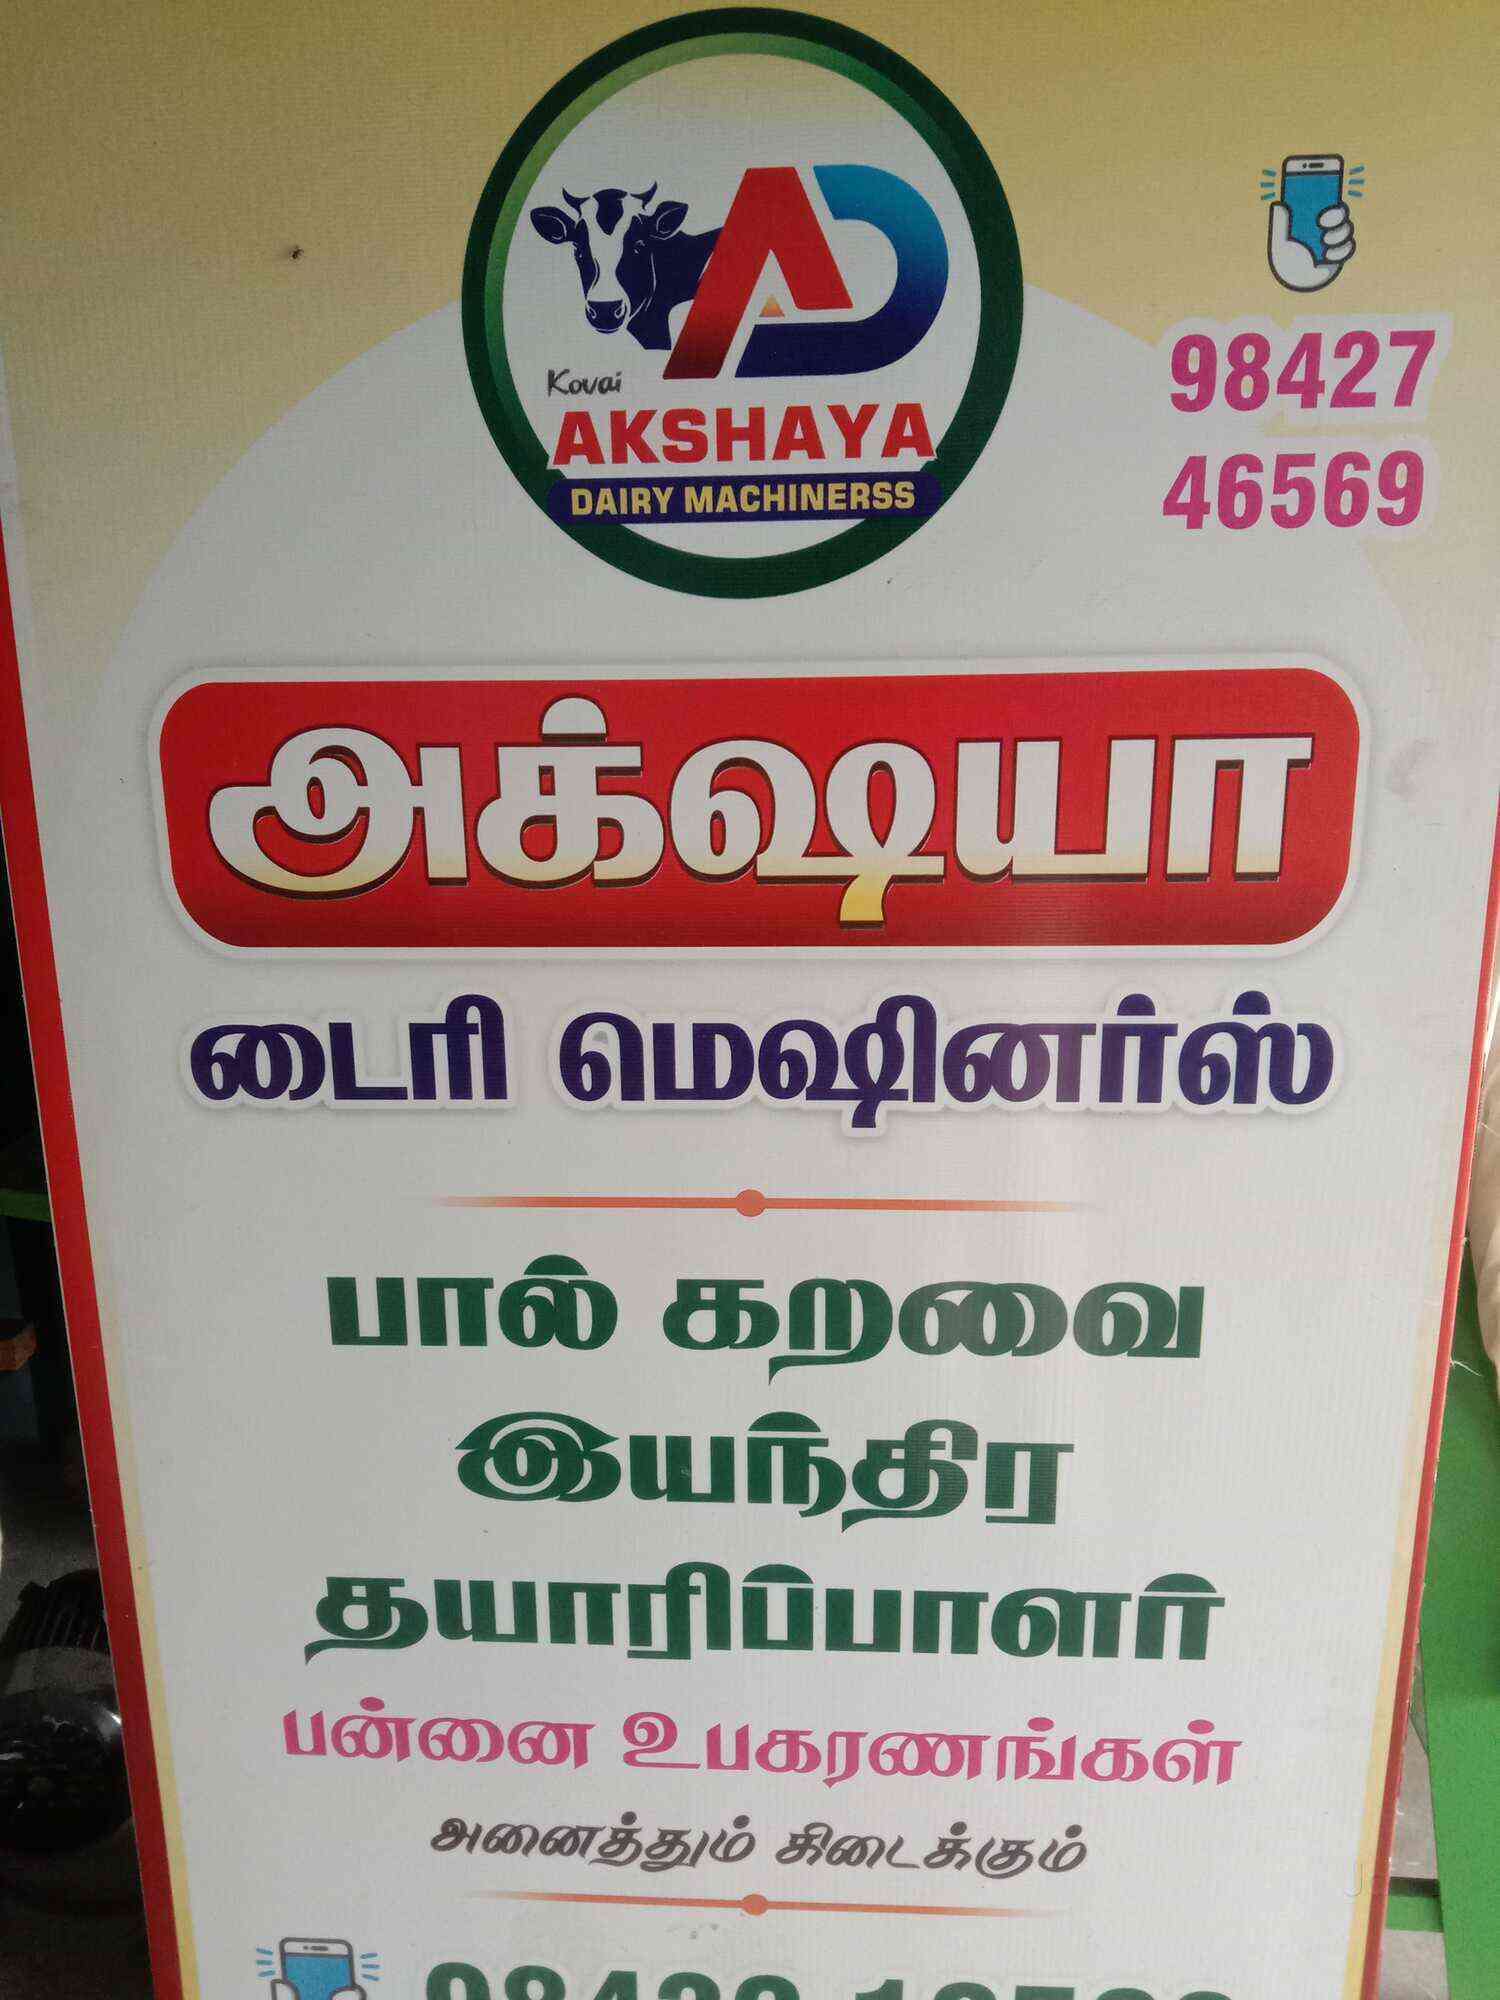 Kovai
AKSHAYA
DAIRY MACHINERSS
98427
46569
அக்ஷயா
டைரி மெஷினர்ஸ்
பால் கறவை
இயந்திர
தயாரிப்பாளர்
பன்னை உபகரணங்கள்
அனைத்தும் கிடைக்கும்